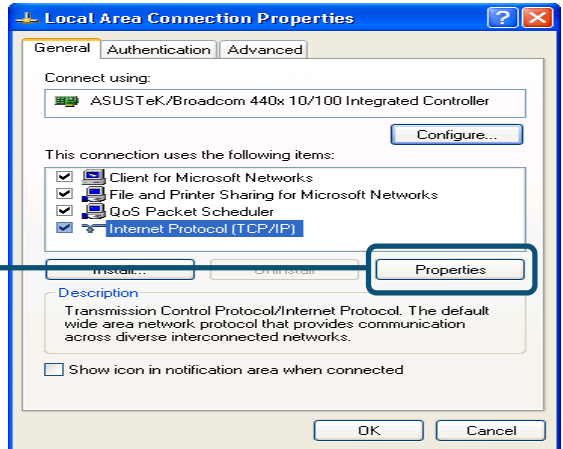 Local Area Connection Properties
General Authentication Advanced
Connect using:
ASUSTeK/Broadcom 440x 10/100 Integrated Controller
Configure...
This connection uses the following items:
Client for Microsoft Networks
File and Printer Sharing for Microsoft Networks
QoS Packet Scheduler
Internet Protocol (TCP/IP)
Install... Uninstall Properties
Description
Transmission Control Protocol/Internet Protocol. The default
wide area network protocol that provides communication
across diverse interconnected networks.
Show icon in notification area when connected
OK Cancel